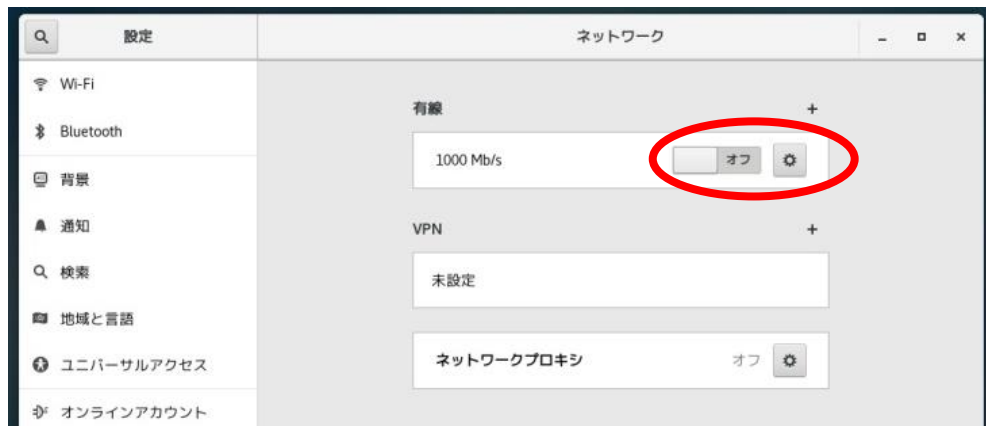 設定
ネットワーク
Wi-Fi
Bluetooth
背景
通知
検索
地域と言語
ユニバーサルアクセス
オンラインアカウント
有線
1000 Mb/s
オフ
VPN
未設定
ネットワークプロキシ
オフ